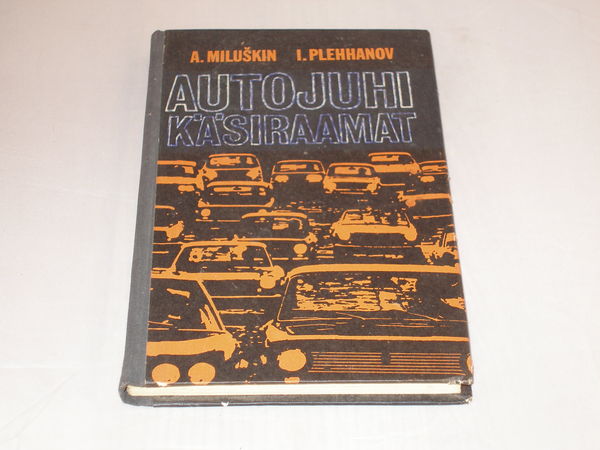 A. MILUŠKIN I. PLEHHANOV
AUTOJUHI
KÄSIRAAMAT